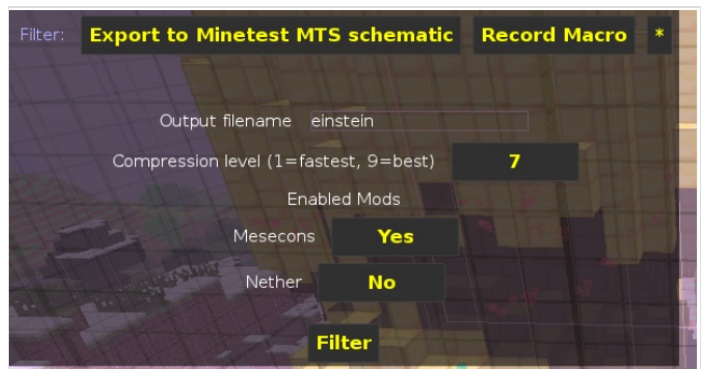 Filter: Export to Minetest MTS schematic Record Macro *
Output filename einstein
Compression level (1=fastest, 9=best) 7
Enabled Mods
Mesecons Yes
Nether No
Filter